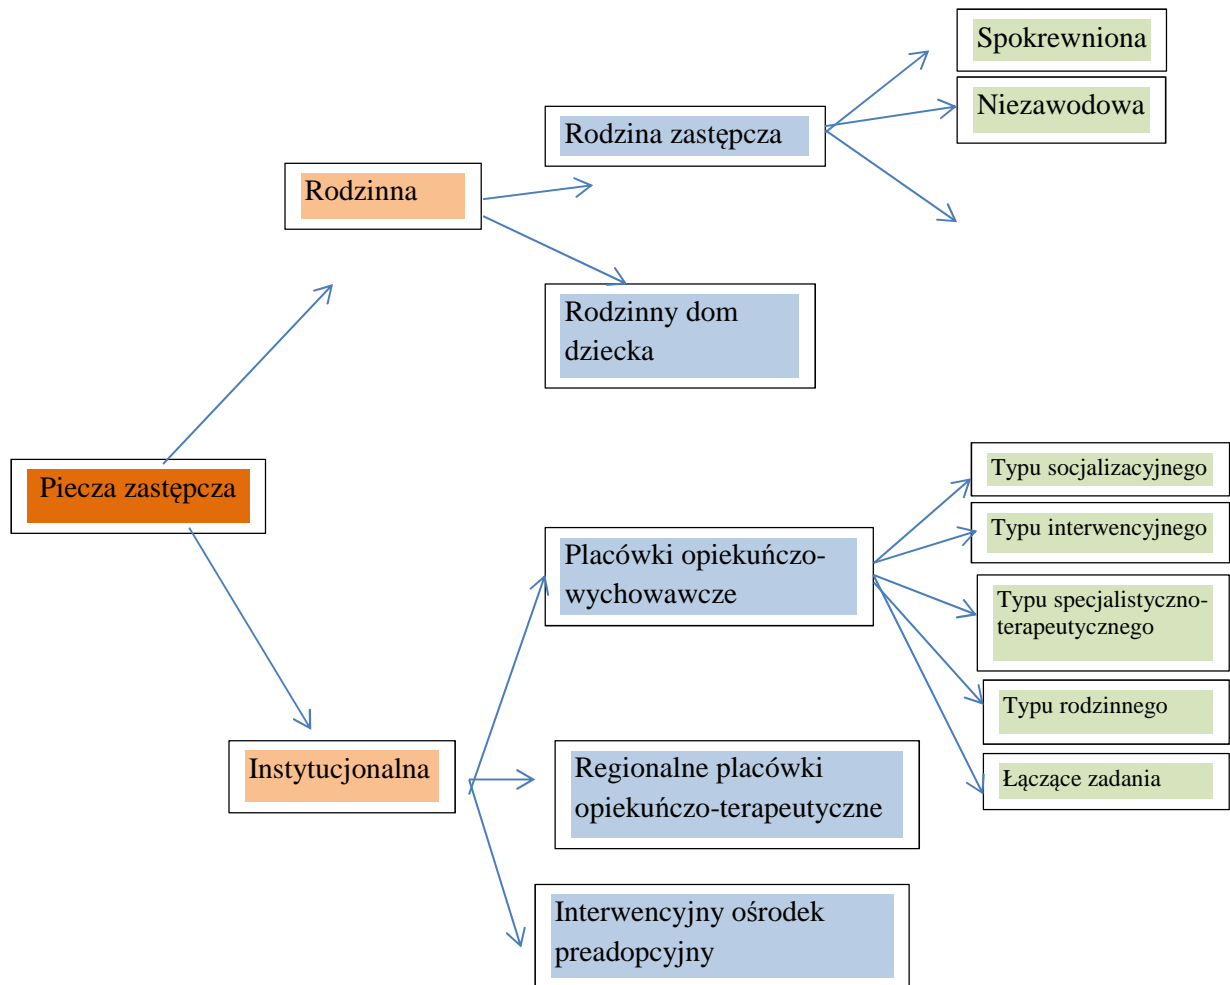 Spokrewniona
Niezawodowa
Rodzina zastępcza
Rodzinna
Rodzinny dom
dziecka
Piecza zastępcza
Typu socjalizacyjnego
Typu interwencyjnego
Placówki opiekuńczo-
wychowawcze
Typu specjalistyczno-
terapeutycznego
Typu rodzinnego
Instytucjonalna
Regionalne placówki
opiekuńczo-terapeutyczne
Łączące zadania
Interwencyjny ośrodek
preadopcyjny